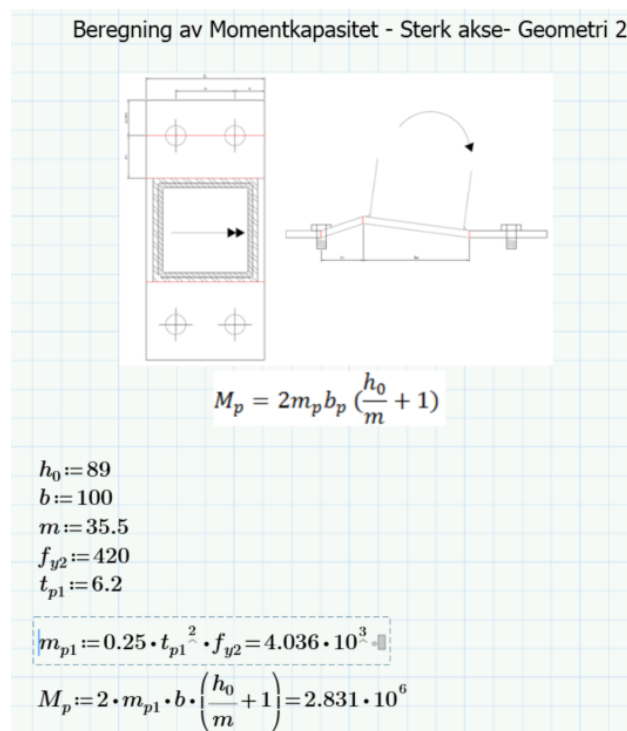 Beregning av Momentkapasitet - Sterk akse- Geometri 2
M_p = 2m_p b_p (h_0/m + 1)
h_0:=89
b:=100
m:=35.5
f_y2:=420
t_p1:=6.2
m_p1:=0.25·t_p1^2·f_y2=4.036·10^3
M_p:=2·m_p1·b·(h_0/m+1)=2.831·10^6